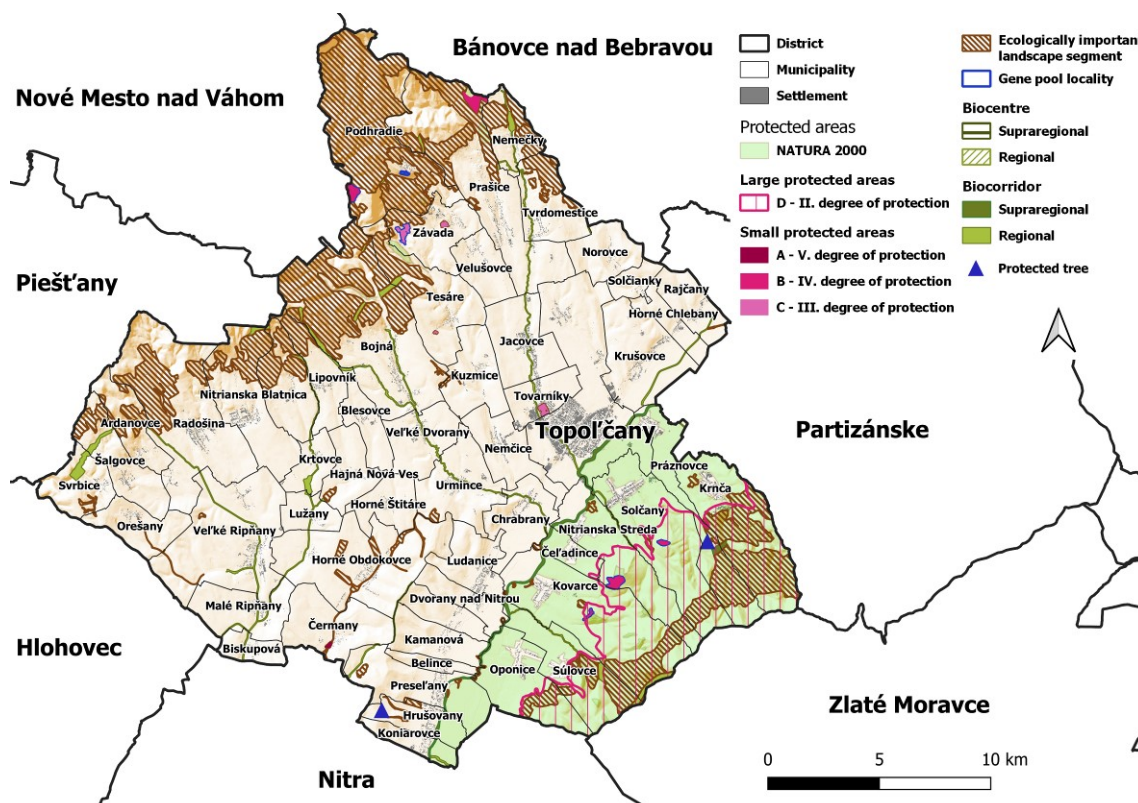 Bánovce nad Bebravou
Nové Mesto nad Váhom
Piešťany
Hlohovec
Nitra
Zlaté Moravce
Partizánske
Topoľčany
Podhradie
Nemečky
Prašice
Tvrdomestice
Závada
Velušovce
Norovce
Solčianky
Rajčany
Horné Chlebany
Tesáre
Bojná
Jacovce
Krušovce
Kuzmice
Lipovník
Nitrianska Blatnica
Tovarníky
Blesovce
Ardanovce
Radošina
Veľké Dvorany
Nemčice
Šalgovce
Krtovce
Svrbice
Hajná Nová Ves
Urmince
Práznovce
Krnča
Solčany
Horné Štitáre
Lužany
Orešany
Veľké Ripňany
Chrabrany
Nitrianska Streda
Čeľadince
Horné Obdokovce
Ludanice
Kovarce
Dvorany nad Nitrou
Malé Ripňany
Čermany
Kamanová
Biskupová
Belince
Oponice
Súlovce
Preseľany
Hrušovany
Koniarovce
District
Municipality
Settlement
Protected areas
NATURA 2000
Large protected areas
D - II. degree of protection
Small protected areas
A - V. degree of protection
B - IV. degree of protection
C - III. degree of protection
Ecologically important
landscape segment
Gene pool locality
Biocentre
Supraregional
Regional
Biocorridor
Supraregional
Regional
Protected tree
0 5 10 km